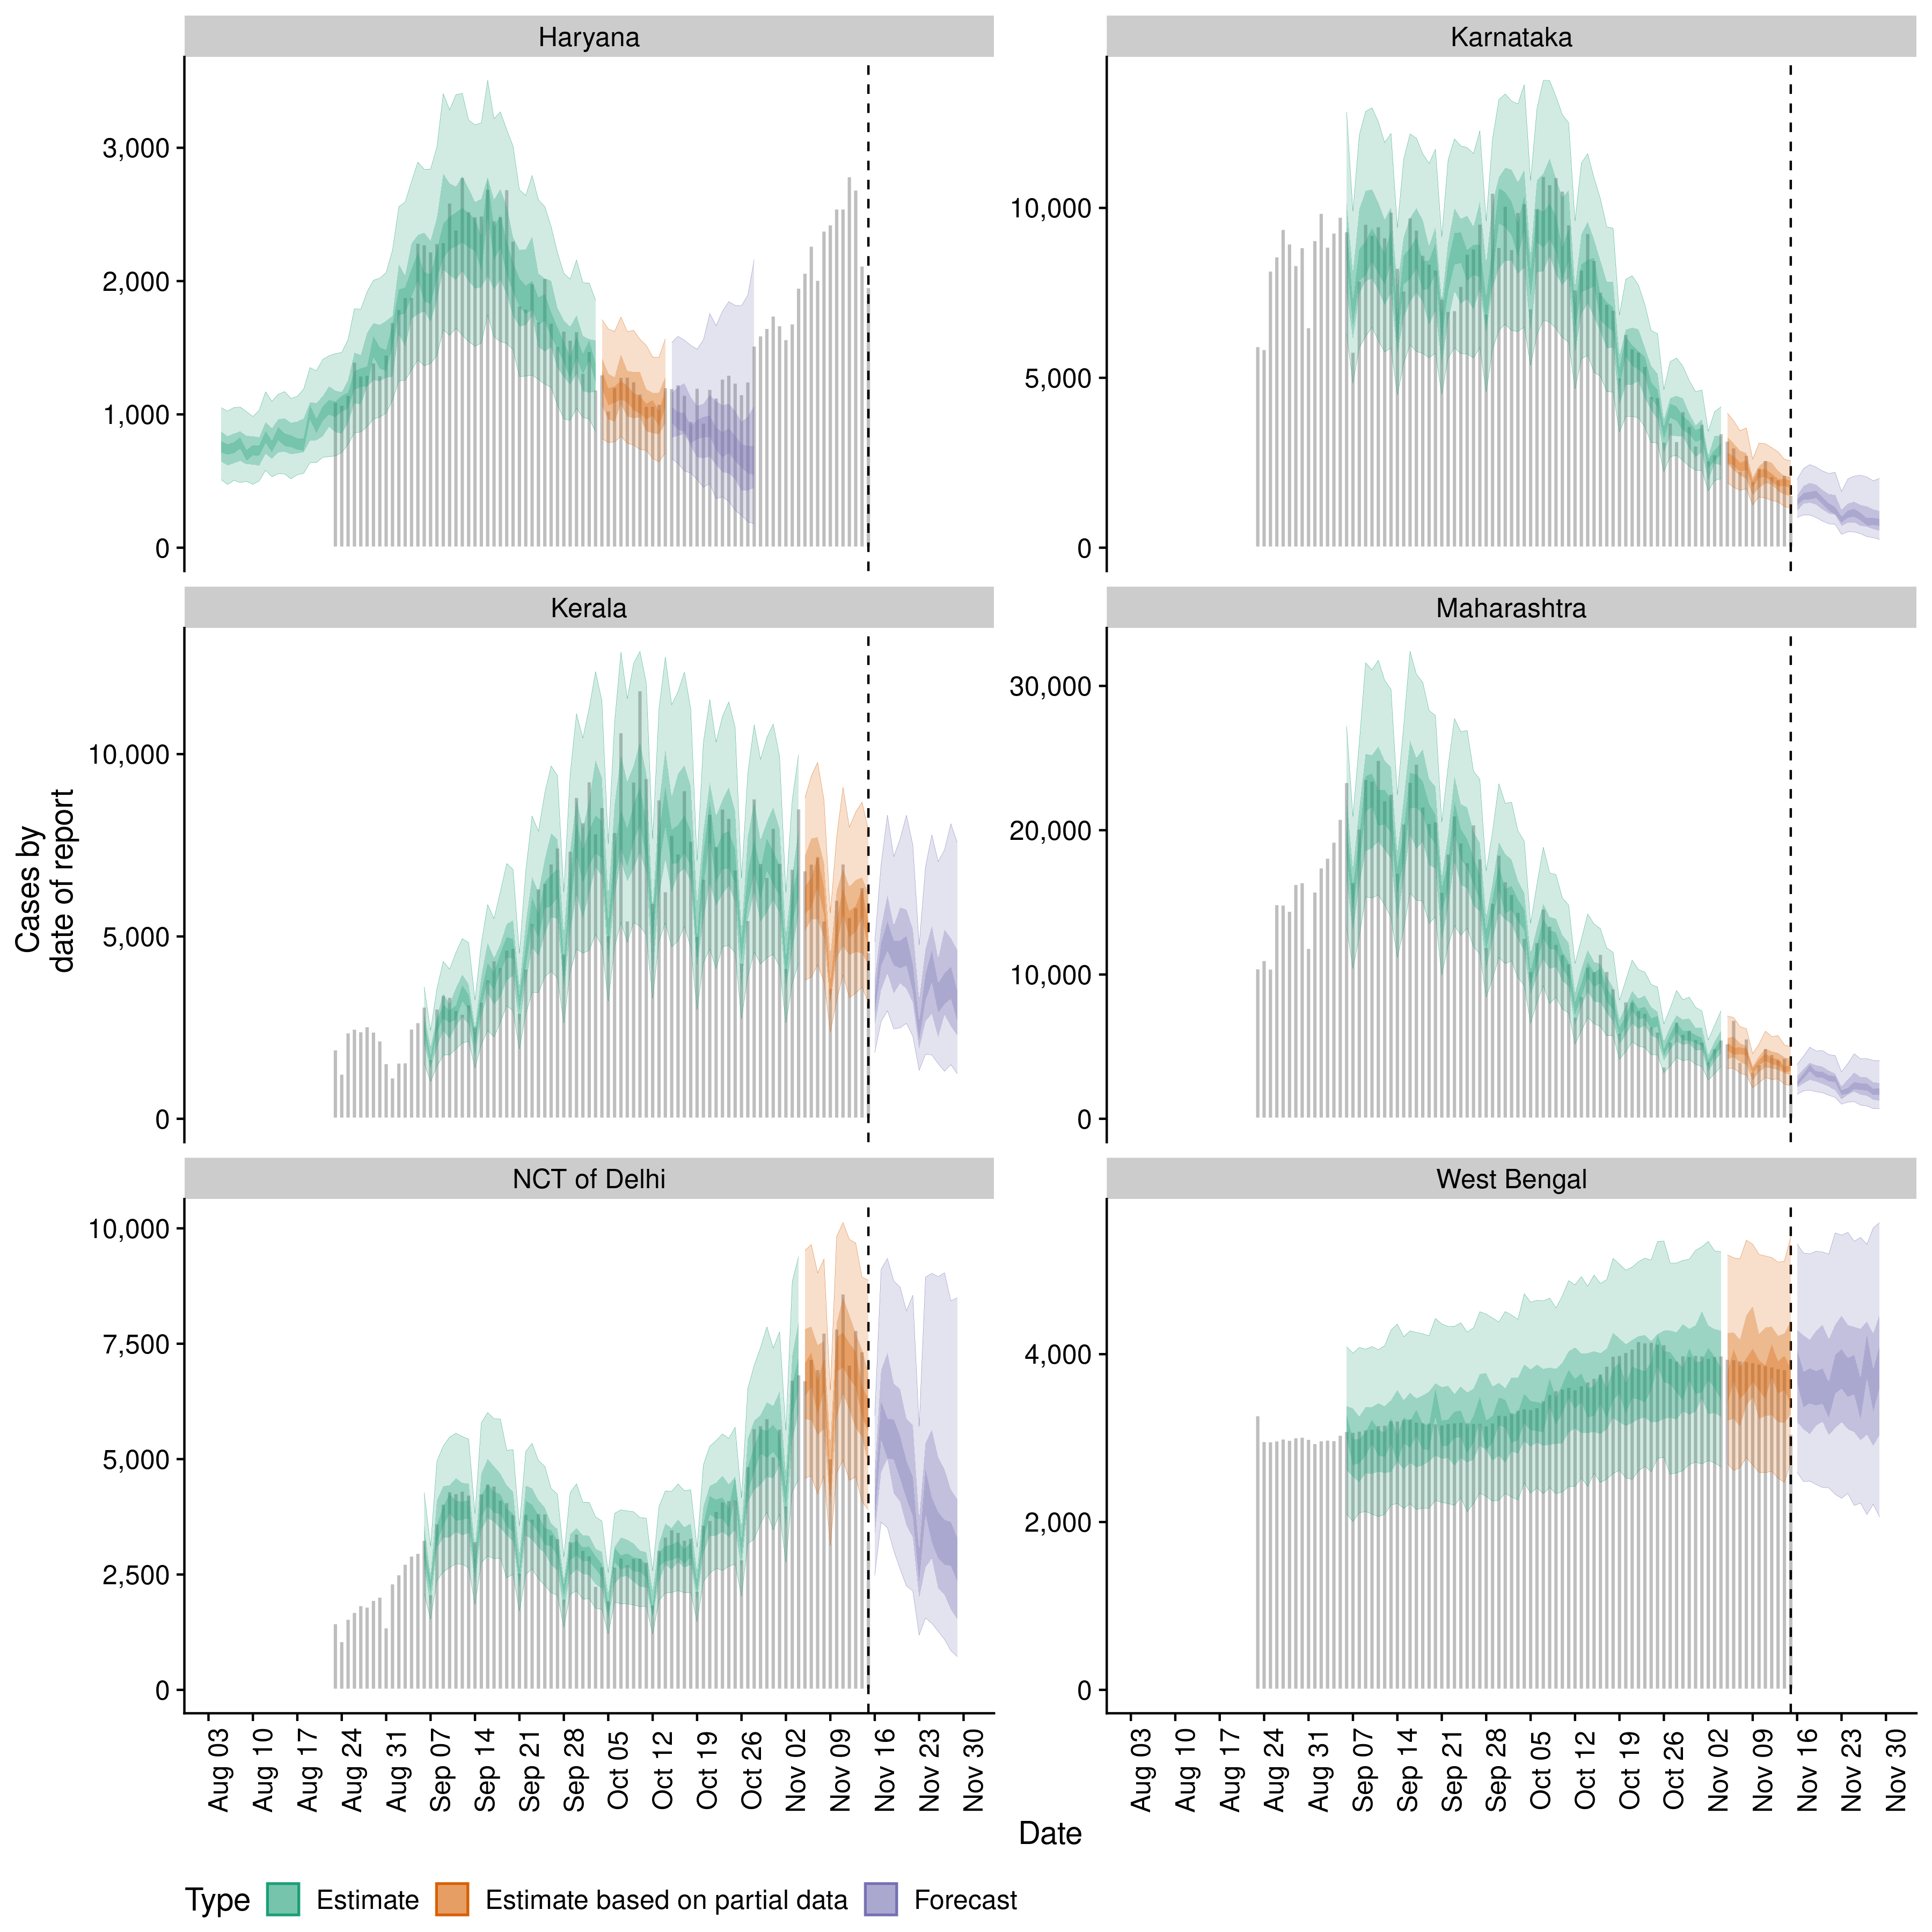 Haryana
Karnataka
3,000
2,000
1,000
0
10,000
5,000
0
Kerala
Maharashtra
10,000
5,000
0
30,000
20,000
10,000
0
Cases by
date of report
NCT of Delhi
West Bengal
10,000
7,500
5,000
2,500
0
4,000
2,000
0
Aug 03
Aug 10
Aug 17
Aug 24
Aug 31
Sep 07
Sep 14
Sep 21
Sep 28
Oct 05
Oct 12
Oct 19
Oct 26
Nov 02
Nov 09
Nov 16
Nov 23
Nov 30
Aug 03
Aug 10
Aug 17
Aug 24
Aug 31
Sep 07
Sep 14
Sep 21
Sep 28
Oct 05
Oct 12
Oct 19
Oct 26
Nov 02
Nov 09
Nov 16
Nov 23
Nov 30
Date
Type Estimate Estimate based on partial data Forecast